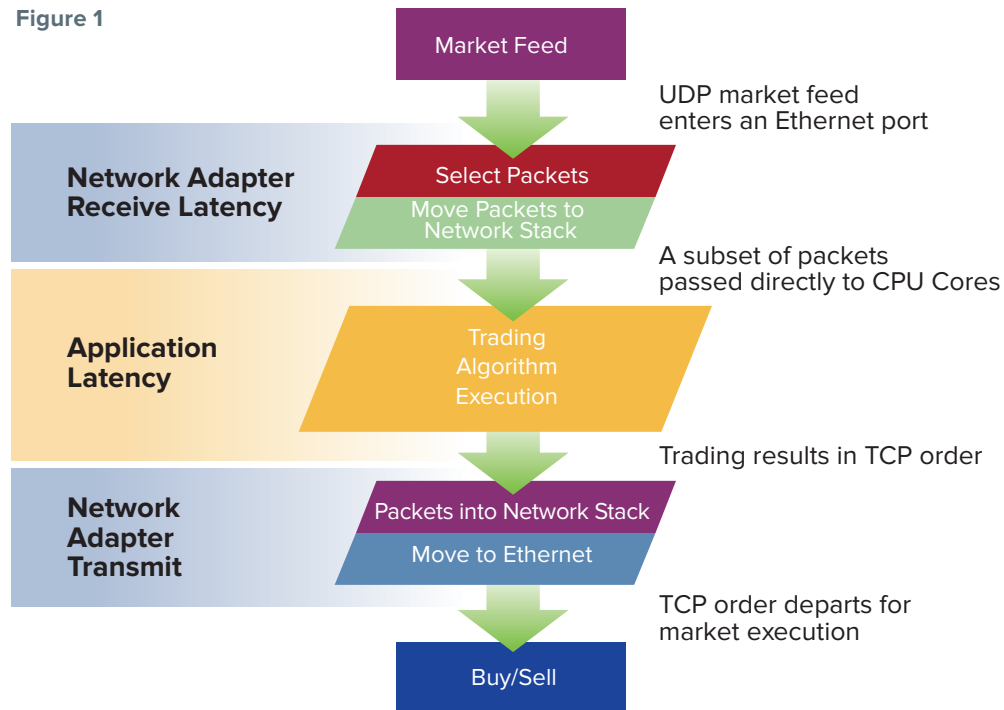 Figure 1
Market Feed
UDP market feed
enters an Ethernet port
Network Adapter
Receive Latency
Select Packets
Move Packets to
Network Stack
A subset of packets
passed directly to CPU Cores
Application
Latency
Trading
Algorithm
Execution
Trading results in TCP order
Network
Adapter
Transmit
Packets into Network Stack
Move to Ethernet
TCP order departs for
market execution
Buy/Sell